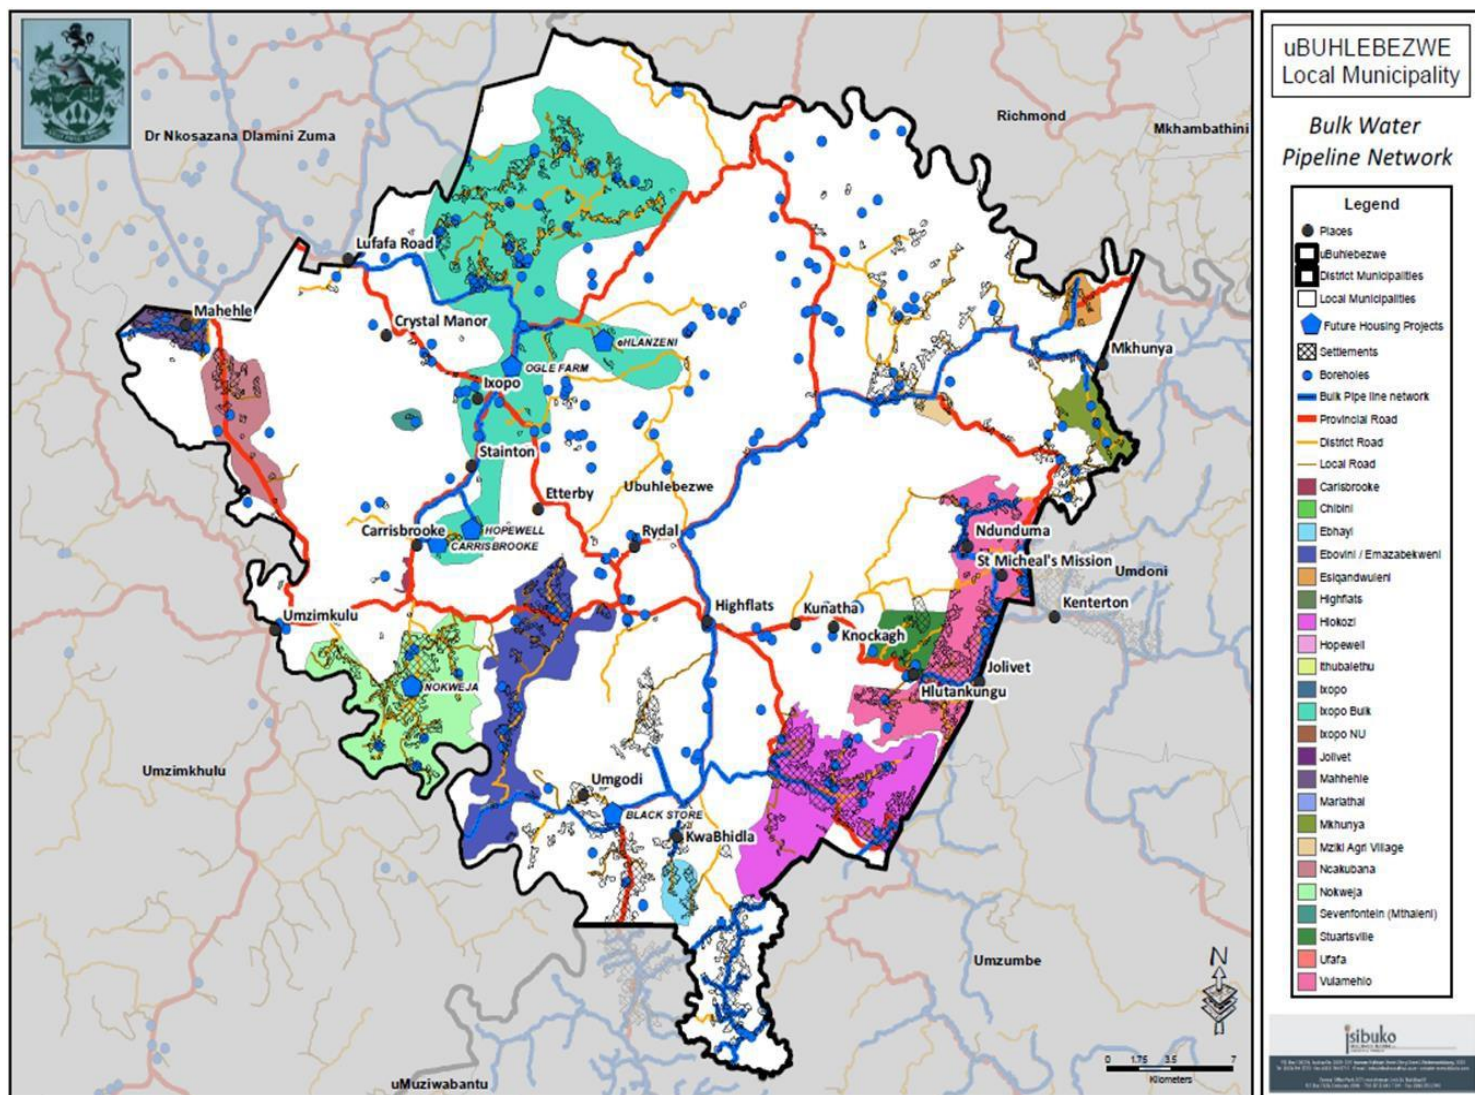 Dr Nkosazana Dlamini Zuma
Richmond
Mkhambathini
Lufafa Road
Mahehle
Crystal Manor
eHLANZENI
OGLE FARM
Mkhunya
Ixopo
Stainton
Etterby
Ubuhlebezwe
Carrisbrooke
HOPEWELL
CARRISBROOKE
Rydal
Ndunduma
St Micheal's Mission
Umdoni
Umzimkulu
Highflats
Kunatha
Kenterton
Knockagh
Jolivet
Hlutankungu
NOKWEJA
Umzimkhulu
Umgodi
BLACK STORE
KwaBhidla
Umzumbe
uMuziwabantu
N
0 1.75 3.5 7
Kilometers
uBUHLEBEZWE
Local Municipality
Bulk Water
Pipeline Network
Legend
Places
uBuhlebezwe
District Municipalities
Local Municipalities
Future Housing Projects
Settlements
Boreholes
Bulk Pipe line network
Provincial Road
District Road
Local Road
Carisbrooke
Chibini
Ebhayi
Ebovini / Emazabekweni
Esiqandwuleni
Highflats
Hlokozi
Hopewell
Ithubalethu
Ixopo
Ixopo Bulk
Ixopo NU
Jolivet
Mahhehle
Mariathal
Mkhunya
Mziki Agri Village
Ncakubana
Nokweja
Sevenfontein (Mthaleni)
Stuartsville
Ufafa
Vulamehlo
isibuko